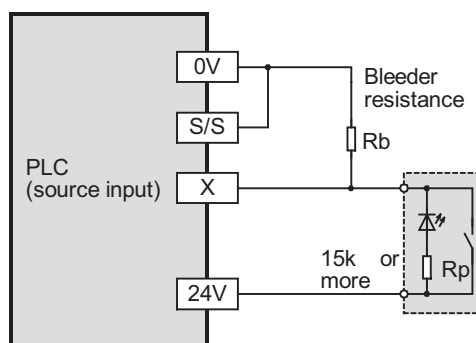 0V
S/S
X
24V
PLC
(source input)
Bleeder
resistance
Rb
15k or
more
Rp